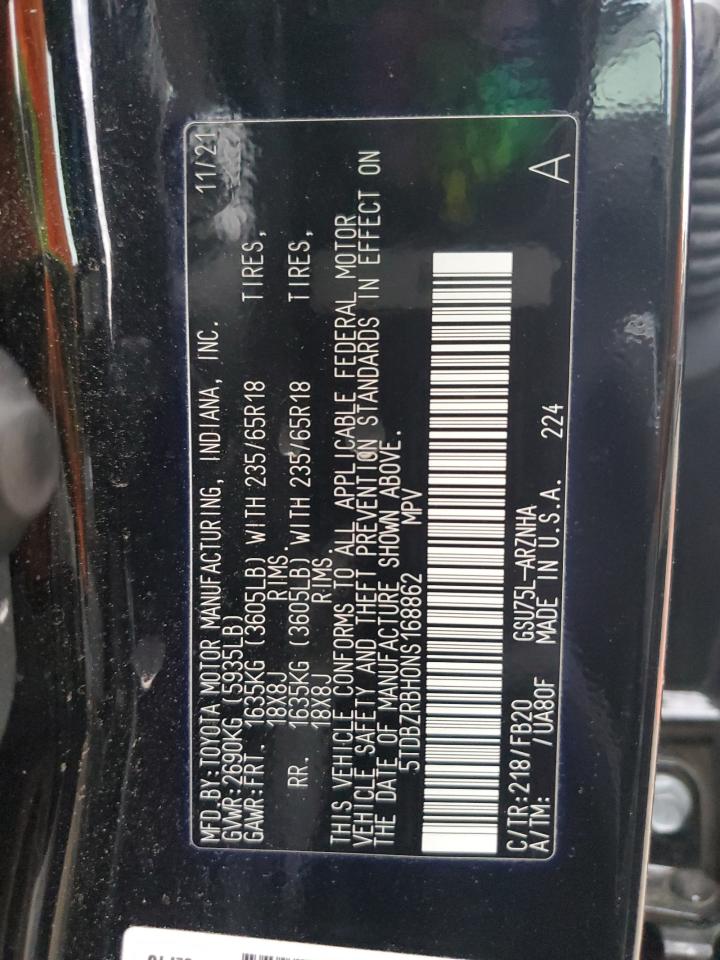 MFD.BY:TOYOTA MOTOR MANUFACTURING, INDIANA, INC. 11/21
GVWR:2690KG (5935LB)
GAWR:FRT. 1635KG (3605LB) WITH 235/65R18 TIRES,
18X8J RIMS.
RR. 1635KG (3605LB) WITH 235/65R18 TIRES,
18X8J RIMS.
THIS VEHICLE CONFORMS TO ALL APPLICABLE FEDERAL MOTOR
VEHICLE SAFETY AND THEFT PREVENTION STANDARDS IN EFFECT ON
THE DATE OF MANUFACTURE SHOWN ABOVE.
5TDBZRBH0NS168862 MPV
C/TR:218/FB20 GSU75L-ARZNHA A
A/TM: /UA80F MADE IN U.S.A. 224